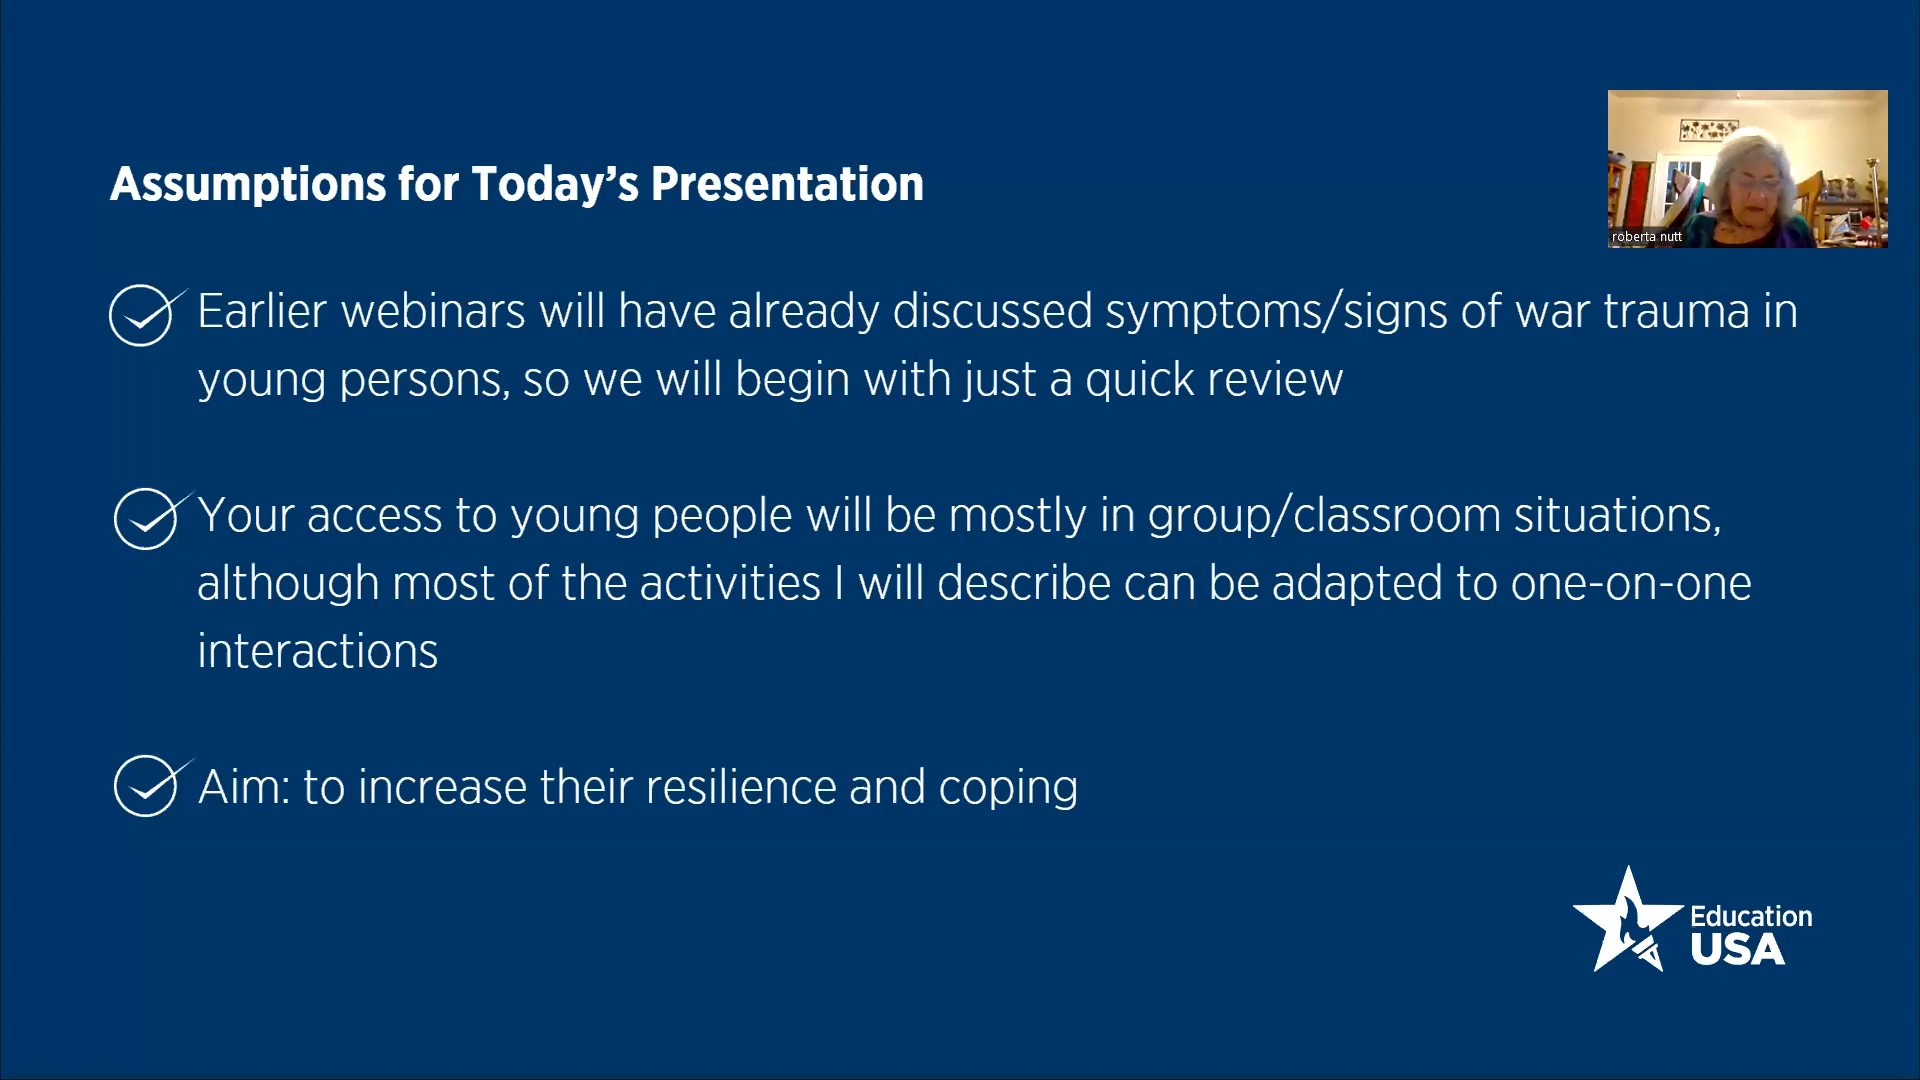 Assumptions for Today's Presentation
roberta nutt
Earlier webinars will have already discussed symptoms/signs of war trauma in
young persons, so we will begin with just a quick review
Your access to young people will be mostly in group/classroom situations,
although most of the activities I will describe can be adapted to one-on-one
interactions
Aim: to increase their resilience and coping
Education
USA